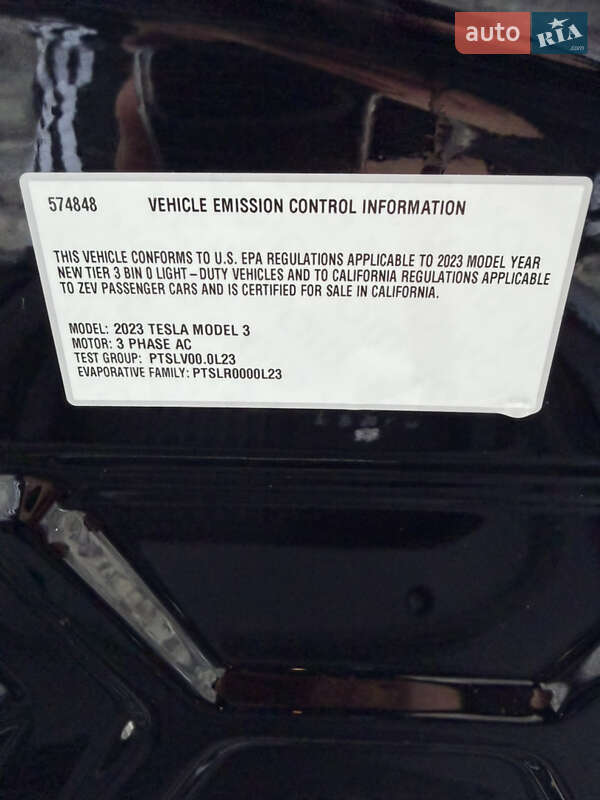 auto RIA .com
574848 VEHICLE EMISSION CONTROL INFORMATION
THIS VEHICLE CONFORMS TO U.S. EPA REGULATIONS APPLICABLE TO 2023 MODEL YEAR
NEW TIER 3 BIN 0 LIGHT-DUTY VEHICLES AND TO CALIFORNIA REGULATIONS APPLICABLE
TO ZEV PASSENGER CARS AND IS CERTIFIED FOR SALE IN CALIFORNIA.
MODEL: 2023 TESLA MODEL 3
MOTOR: 3 PHASE AC
TEST GROUP: PTSLV00.0L23
EVAPORATIVE FAMILY: PTSLR0000L23